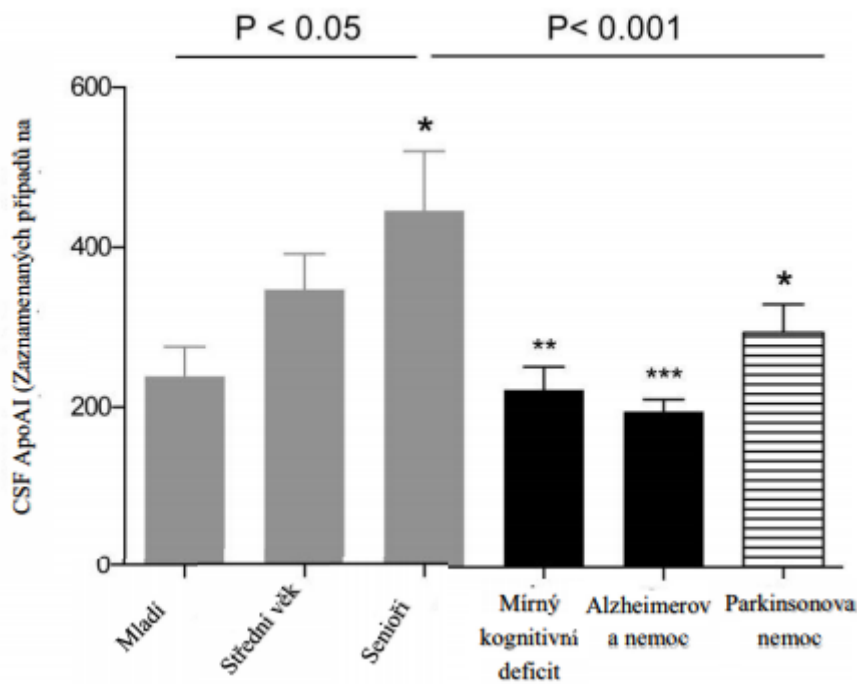 P < 0.05
P< 0.001
CSF ApoAI (Zaznamenaných případů na
600
400
200
0
*
**
***
*
Mladí
Střední věk
Senioři
Mírný
kognitivní
deficit
Alzheimerov
a nemoc
Parkinsonova
nemoc